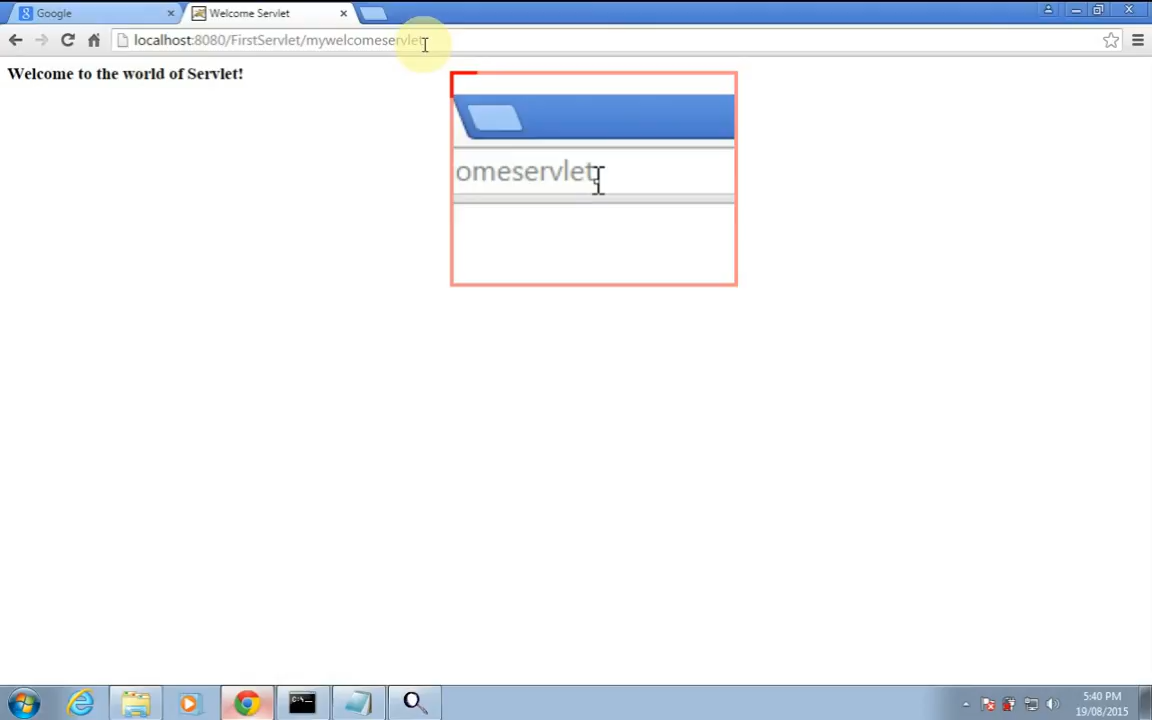 Google
Welcome Servlet
localhost:8080/FirstServlet/mywelcomeservlet
Welcome to the world of Servlet!
omeservlet
5:40 PM
19/08/2015